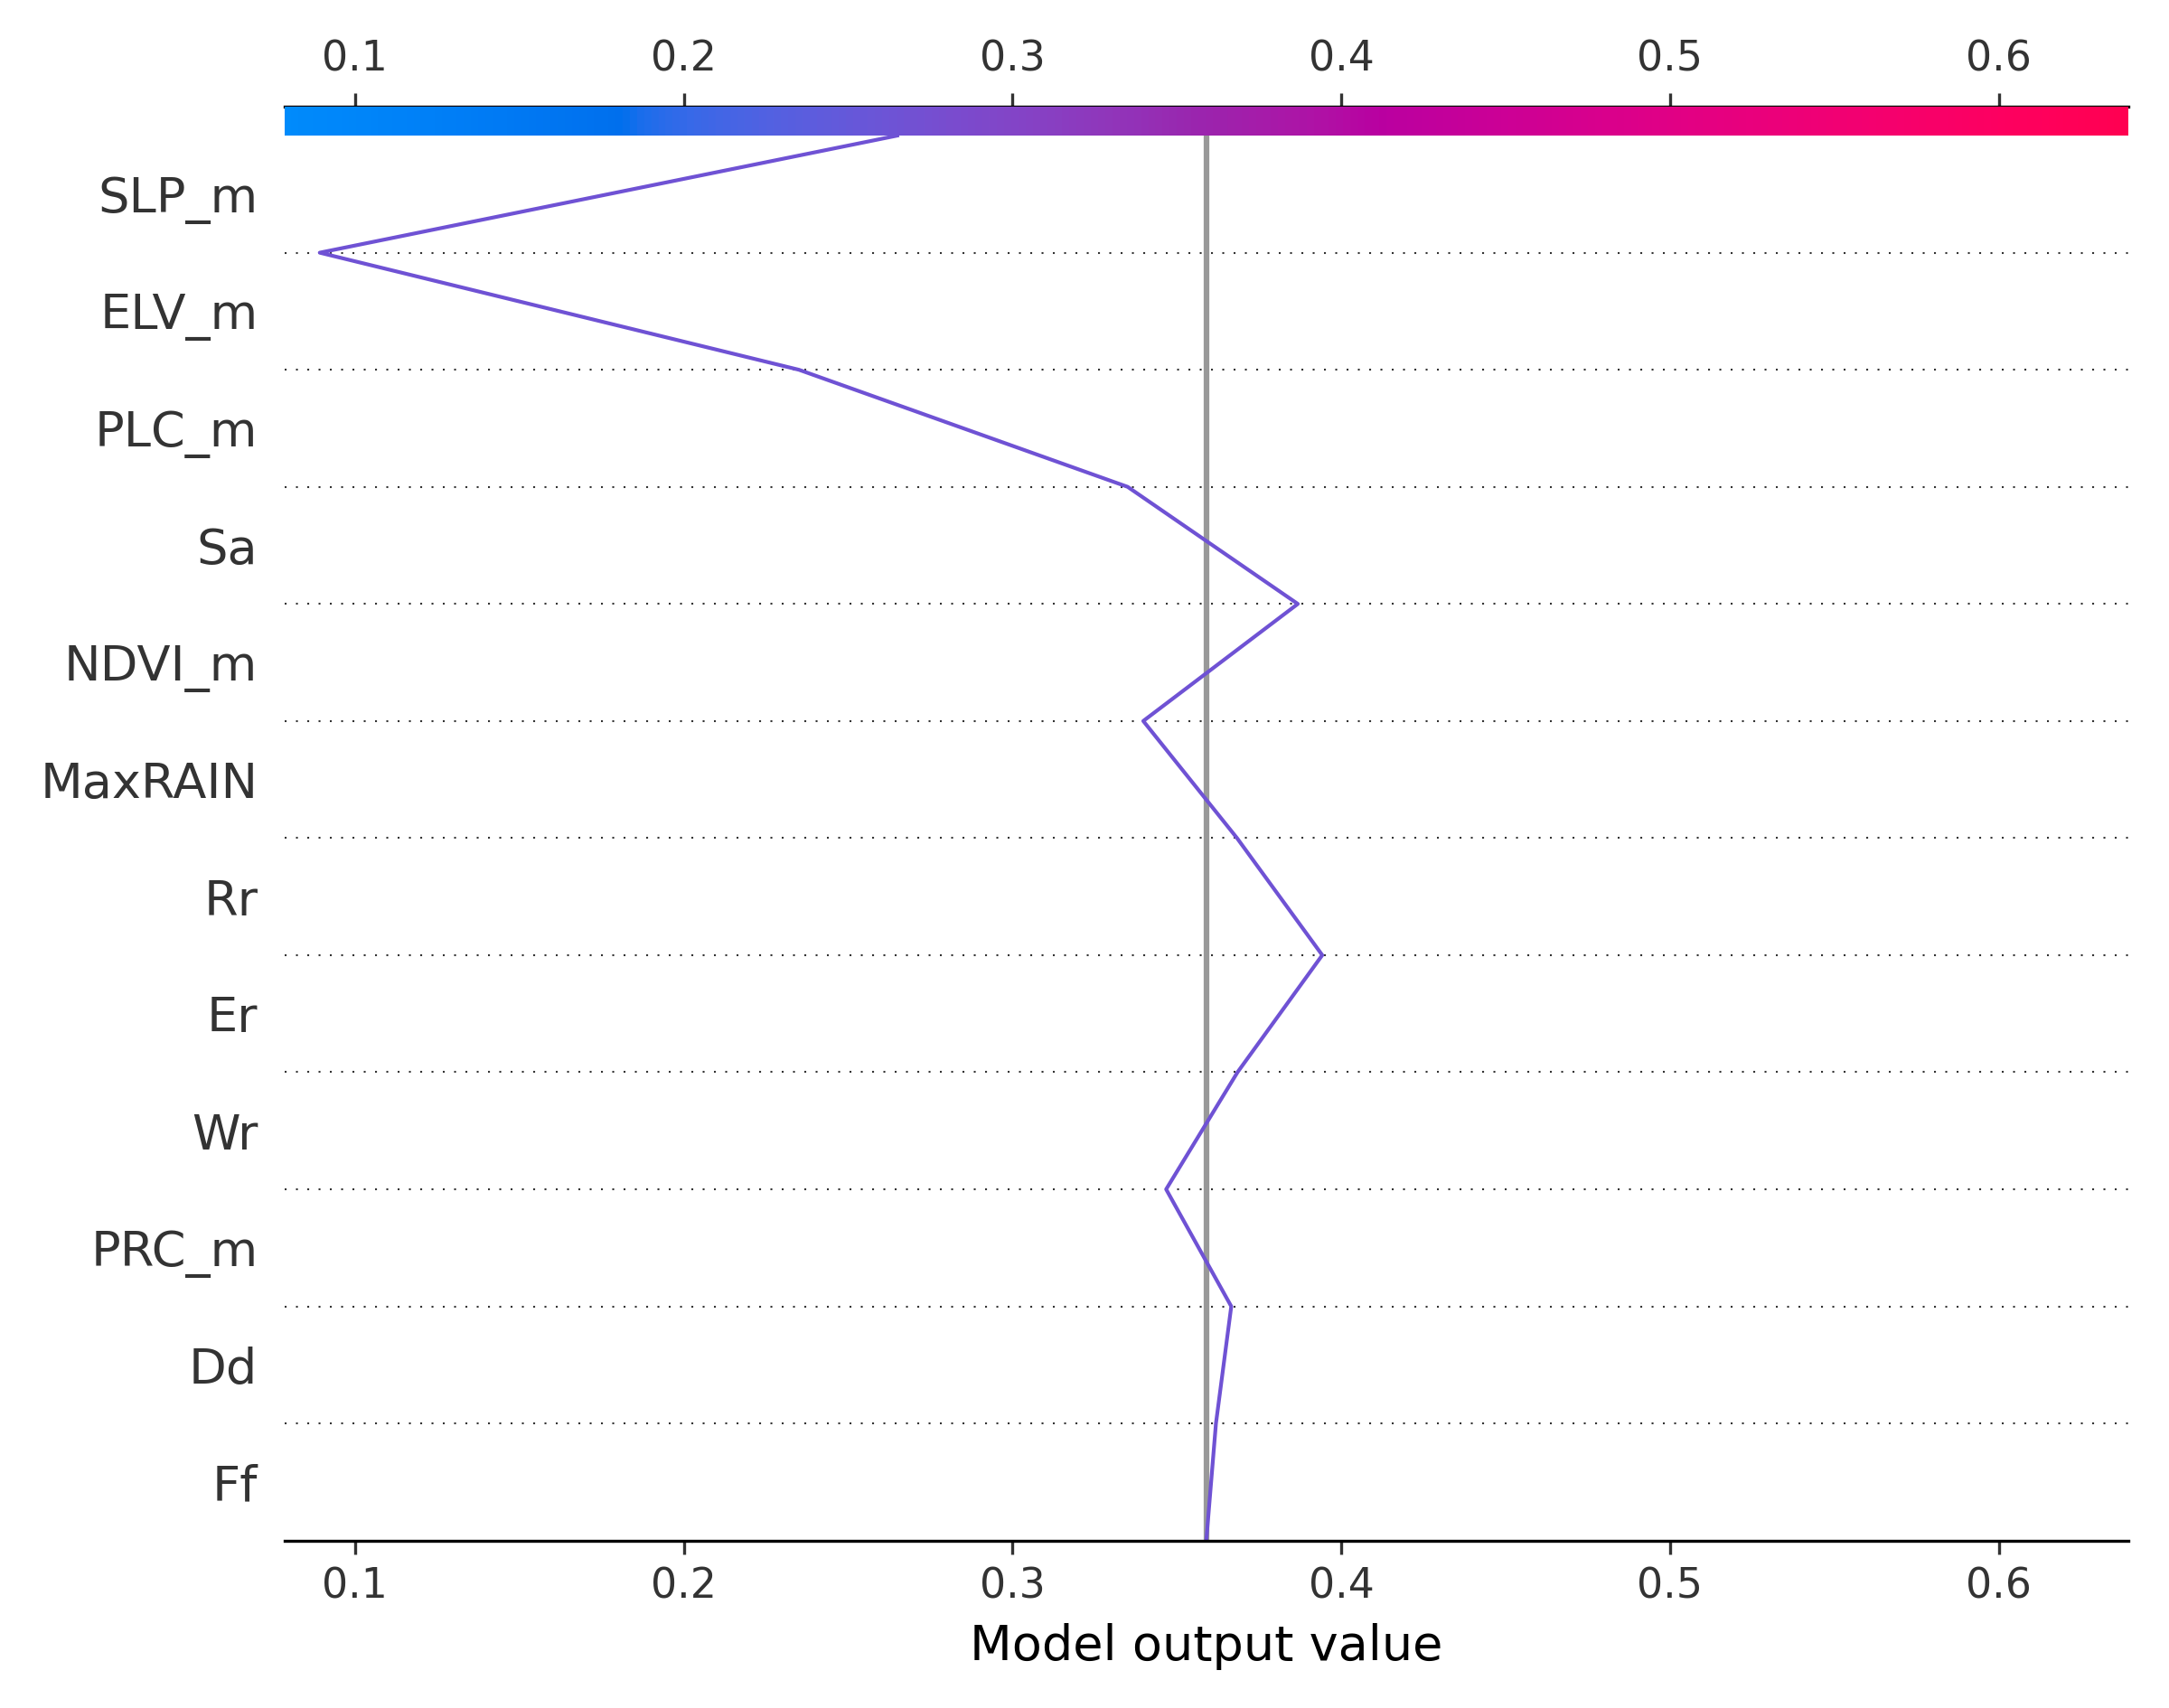 0.1 0.2 0.3 0.4 0.5 0.6
SLP_m
ELV_m
PLC_m
Sa
NDVI_m
MaxRAIN
Rr
Er
Wr
PRC_m
Dd
Ff
0.1 0.2 0.3 0.4 0.5 0.6
Model output value